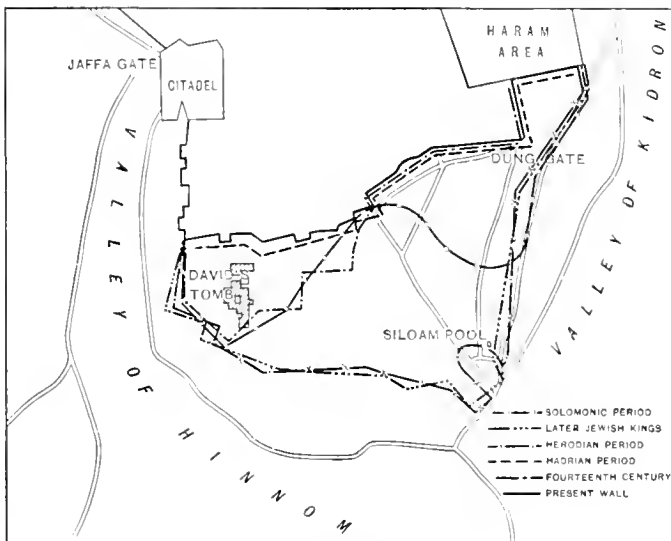 HARAM
AREA
JAFFA GATE
CITADEL
VALLEY OF KIDRON
DUNG GATE
DAVID'S
TOMB
SILOAM POOL
VALLEY OF HINNOM
SOLOMONIC PERIOD
LATER JEWISH KINGS
HERODIAN PERIOD
HADRIAN PERIOD
FOURTEENTH CENTURY
PRESENT WALL